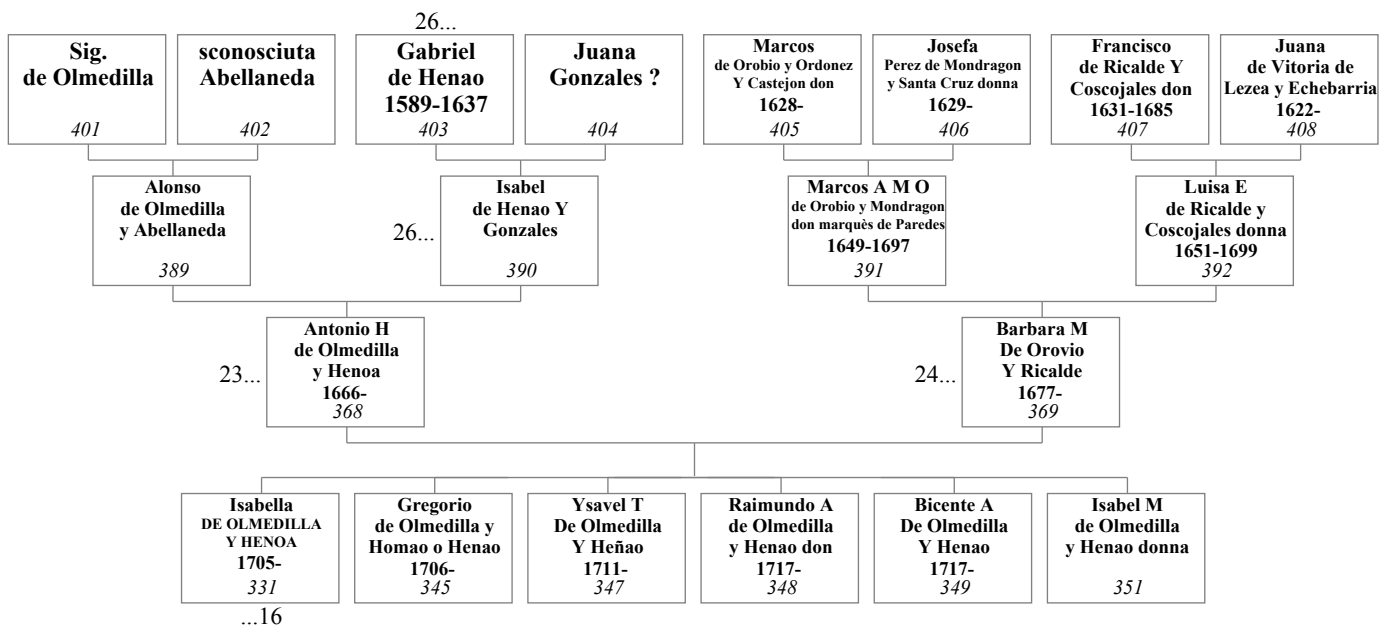 26...
Sig.
de Olmedilla
401
sconosciuta
Abellaneda
402
Gabriel
de Henao
1589-1637
403
Juana
Gonzales ?
404
Marcos
de Orobio y Ordonez
Y Castejon don
1628-
405
Josefa
Perez de Mondragon
y Santa Cruz donna
1629-
406
Francisco
de Ricalde Y
Coscojales don
1631-1685
407
Juana
de Vitoria de
Lezea y Echebarria
1622-
408
Alonso
de Olmedilla
y Abellaneda
389
26...
Isabel
de Henao Y
Gonzales
390
Marcos A M O
de Orobio y Mondragon
don marquès de Paredes
1649-1697
391
Luisa E
de Ricalde y
Coscojales donna
1651-1699
392
23...
Antonio H
de Olmedilla
y Henoa
1666-
368
24...
Barbara M
De Orovio
Y Ricalde
1677-
369
Isabella
DE OLMEDILLA
Y HENOA
1705-
331
Gregorio
de Olmedilla y
Homao o Henao
1706-
345
Ysavel T
De Olmedilla
Y Heñao
1711-
347
Raimundo A
de Olmedilla
y Henao don
1717-
348
Bicente A
De Olmedilla
Y Henao
1717-
349
Isabel M
de Olmedilla
y Henao donna
351
...16